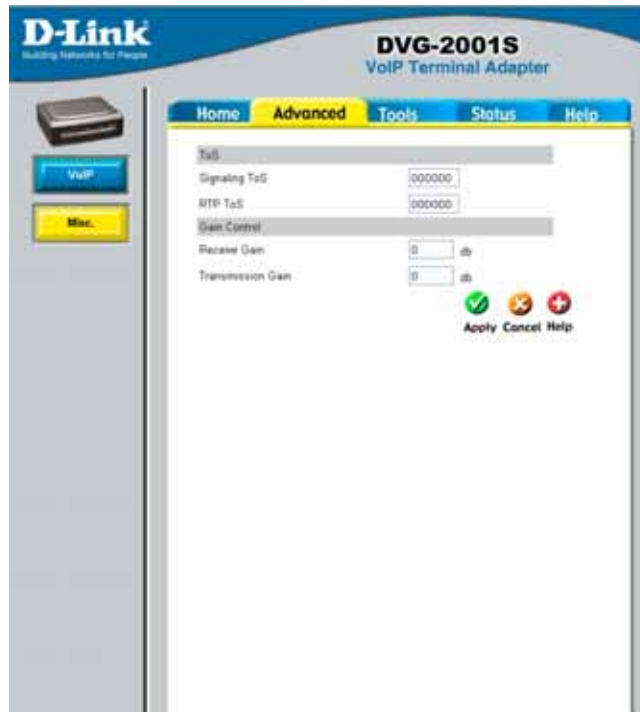 D-Link
Building Networks for People
DVG-2001S
VoIP Terminal Adapter
Home Advanced Tools Status Help
VoIP
Misc.
ToS
Signaling ToS 000000
RTP ToS 000000
Gain Control
Receive Gain 0 db
Transmission Gain 0 db
Apply Cancel Help